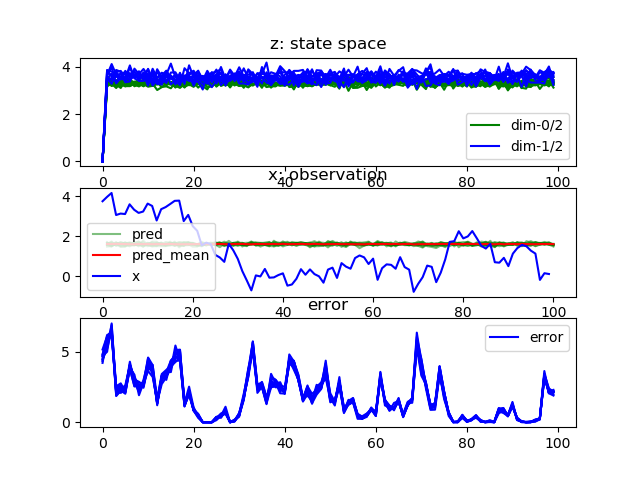 z: state space
4
2
0
dim-0/2
dim-1/2
0 20 40 60 80 100
x: observation
4
2
0
pred
pred_mean
x
0 20 40 60 80 100
error
5
0
error
0 20 40 60 80 100